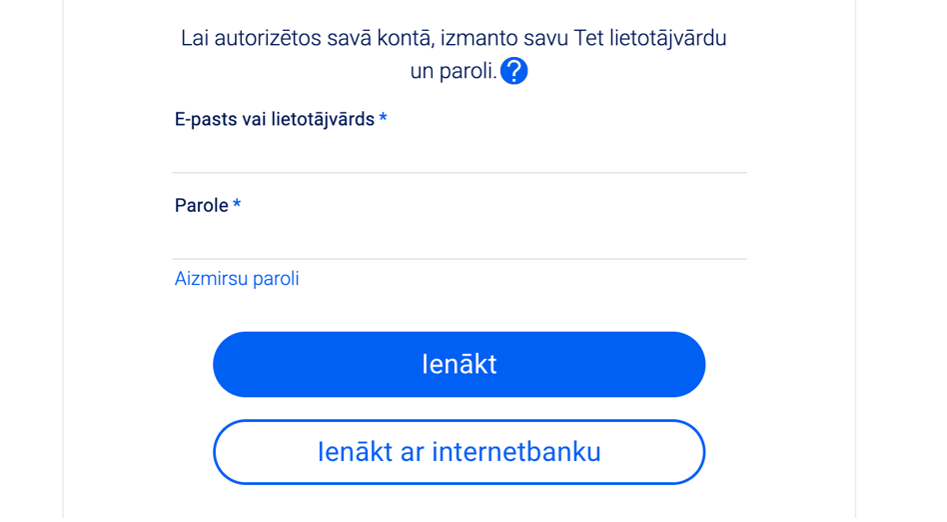 Lai autorizētos savā kontā, izmanto savu Tet lietotājvārdu
un paroli. ?
E-pasts vai lietotājvārds *
Parole *
Aizmirsu paroli
Ienākt
Ienākt ar internetbanku